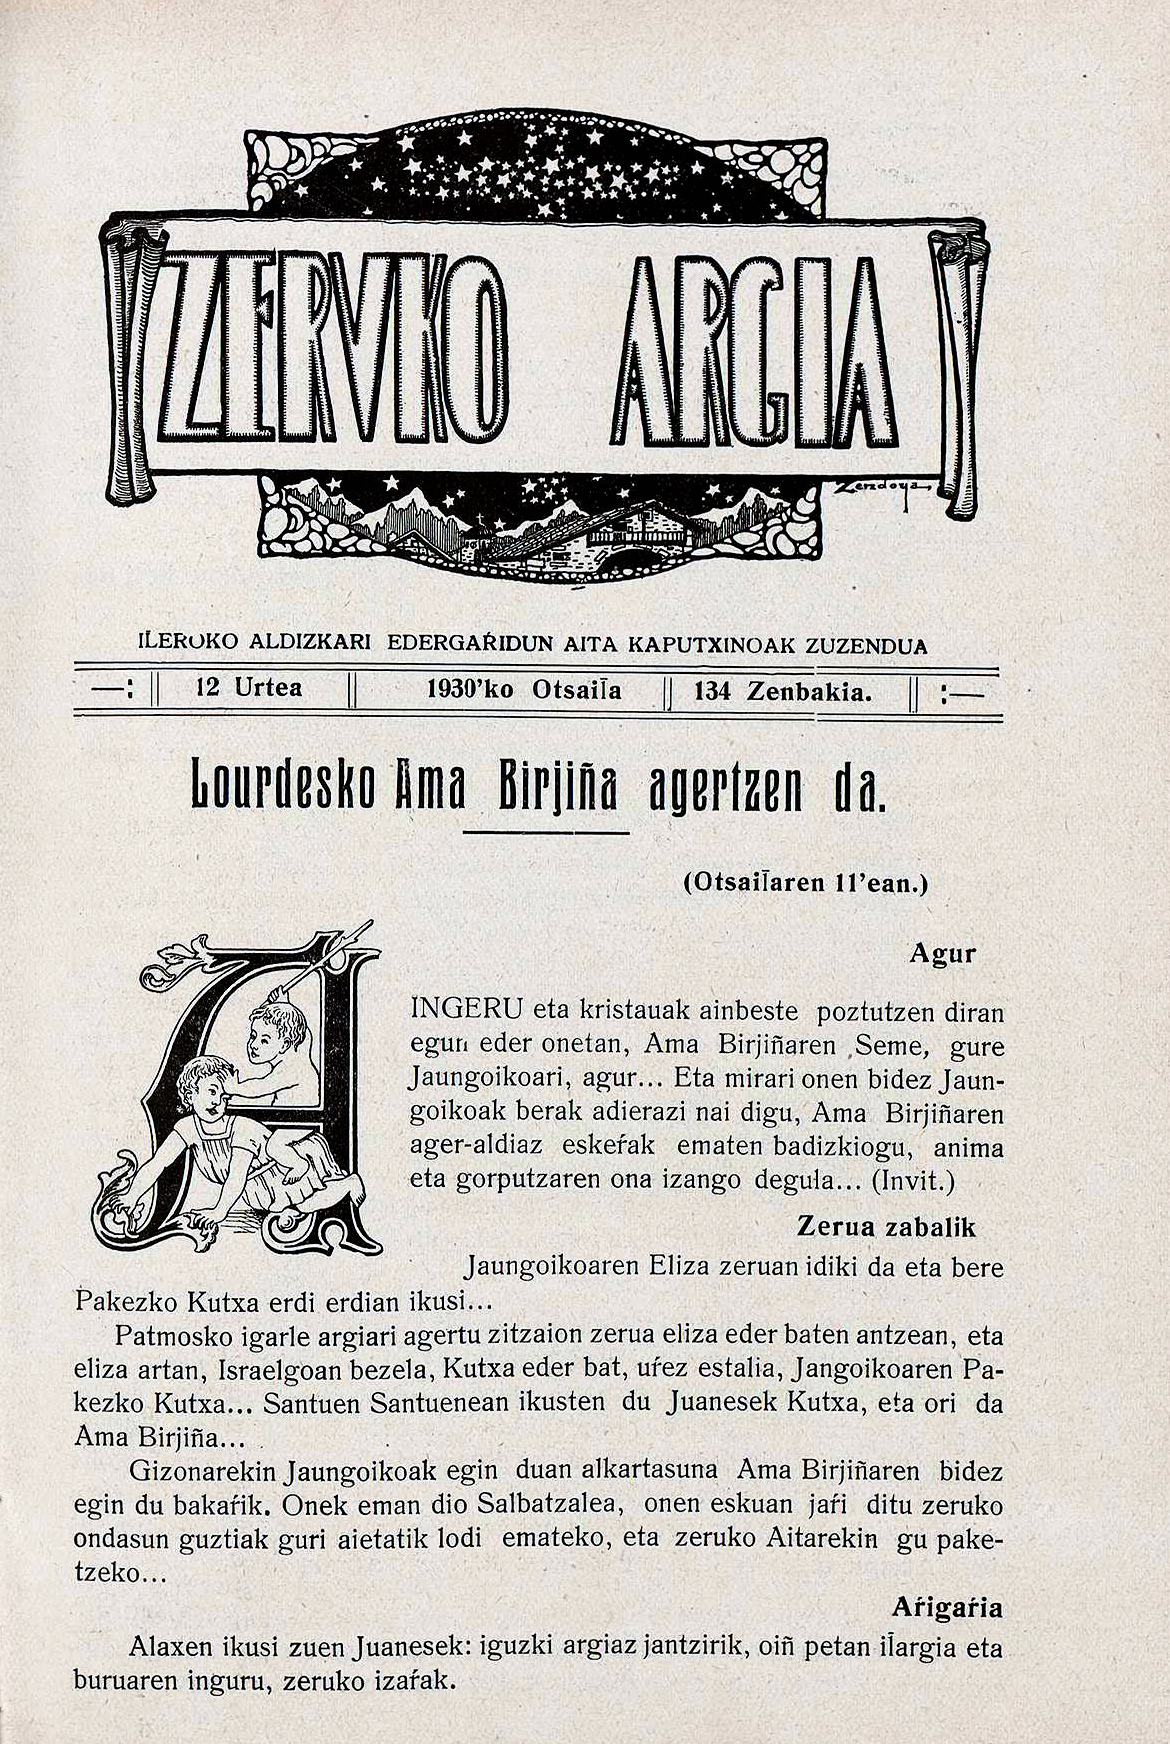 ZERVKO ARGIA
Zendoya
IL̄EROKO ALDIZKARI EDERGAŔIDUN AITA KAPUTXINOAK ZUZENDUA
12 Urtea 1930'ko Otsail̄a 134 Zenbakia.
Lourdesko Ama Birjiña agertzen da.
(Otsail̄aren 11'ean.)
Agur
AINGERU eta kristauak ainbeste poztutzen diran
egun eder onetan, Ama Birjiñaren Seme, gure
Jaungoikoari, agur... Eta mirari onen bidez Jaun-
goikoak berak adierazi nai digu, Ama Birjiñaren
ager-aldiaz eskeŕak ematen badizkiogu, anima
eta gorputzaren ona izango degula... (Invit.)
Zerua zabalik
Jaungoikoaren Eliza zeruan idiki da eta bere
Pakezko Kutxa erdi erdian ikusi...
Patmosko igarle argiari agertu zitzaion zerua eliza eder baten antzean, eta
eliza artan, Israelgoan bezela, Kutxa eder bat, uŕez estalia, Jangoikoaren Pa-
kezko Kutxa... Santuen Santuenean ikusten du Juanesek Kutxa, eta ori da
Ama Birjiña...
Gizonarekin Jaungoikoak egin duan alkartasuna Ama Birjiñaren bidez
egin du bakaŕik. Onek eman dio Salbatzalea, onen eskuan jaŕi ditu zeruko
ondasun guztiak guri aietatik lodi emateko, eta zeruko Aitarekin gu pake-
tzeko...
Aŕigaŕia
Alaxen ikusi zuen Juanesek: iguzki argiaz jantzirik, oiñ petan il̄argia eta
buruaren inguru, zeruko izaŕak.